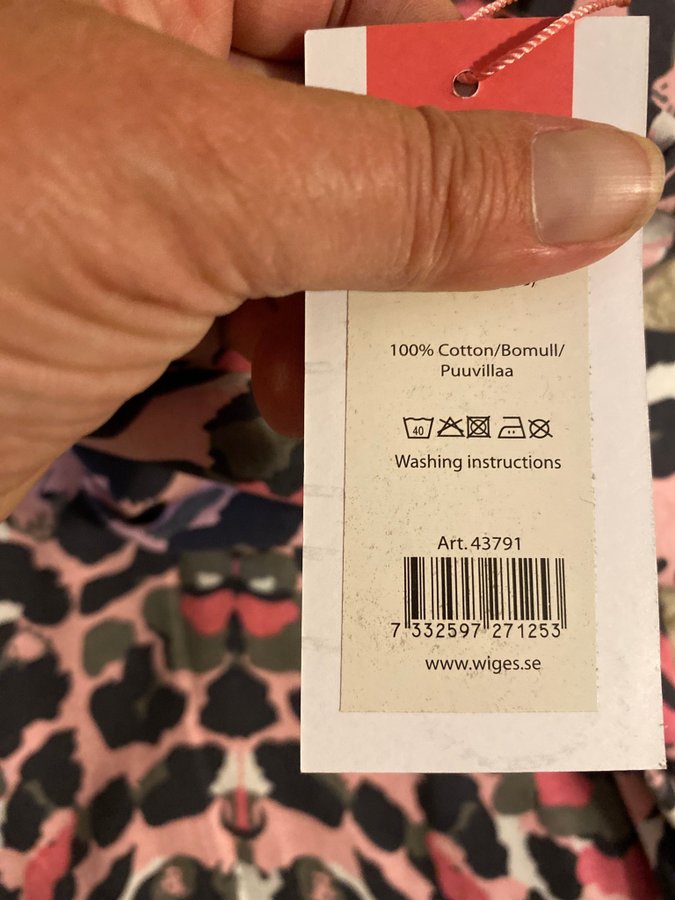 100% Cotton/Bomull/
Puuvillaa
40
Washing instructions
Art. 43791
7 332597 271253
www.wiges.se